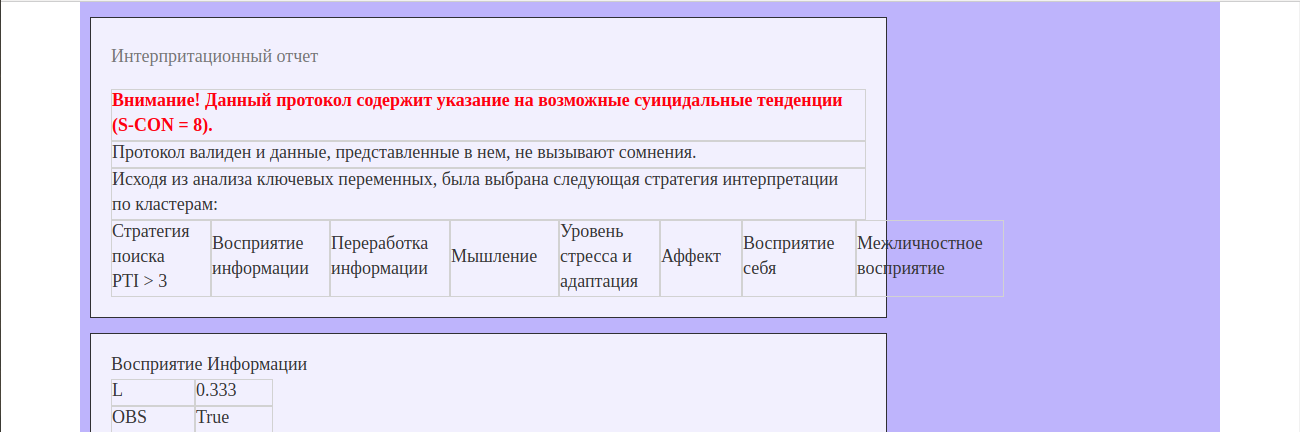 Интерпритационный отчет
Внимание! Данный протокол содержит указание на возможные суицидальные тенденции
(S-CON = 8).
Протокол валиден и данные, представленные в нем, не вызывают сомнения.
Исходя из анализа ключевых переменных, была выбрана следующая стратегия интерпретации
по кластерам:
Стратегия
поиска
PTI > 3
Восприятие
информации
Переработка
информации
Мышление
Уровень
стресса и
адаптация
Аффект
Восприятие
себя
Межличностное
восприятие
Восприятие Информации
L 0.333
OBS True